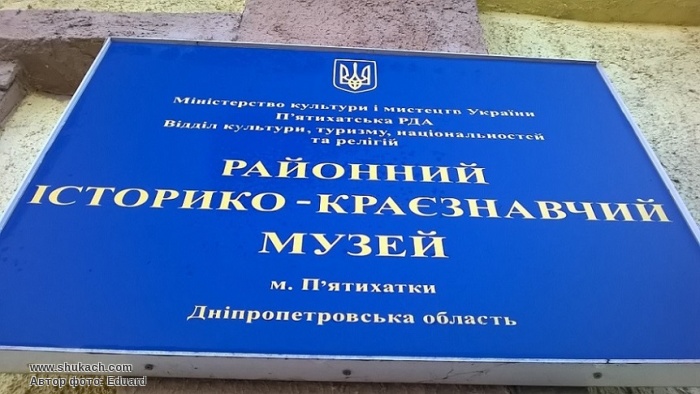 Міністерство культури і мистецтв України
П'ятихатська РДА
Відділ культури, туризму, національностей
та релігій
РАЙОННИЙ
ІСТОРИКО-КРАЄЗНАВЧИЙ
МУЗЕЙ
м. П'ятихатки
Дніпропетровська область
www.shukach.com
Автор фото: Eduard